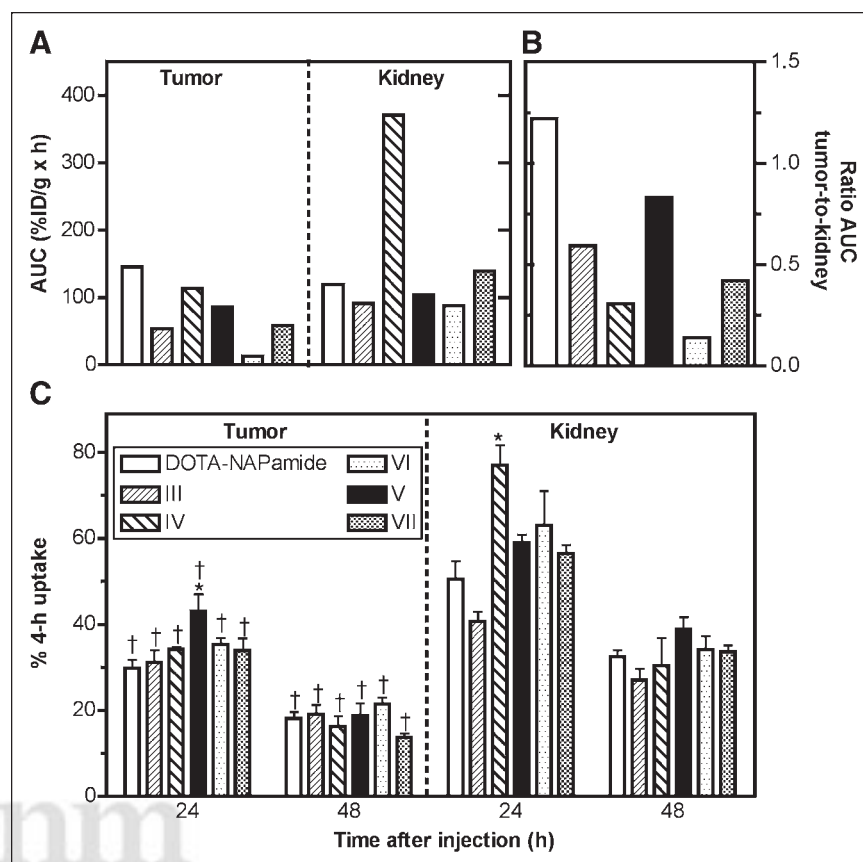 A
B
Tumor
Kidney
400
300
200
100
0
AUC (%ID/g x h)
1.5
1.0
0.5
0.0
Ratio AUC
tumor-to-kidney
C
Tumor
Kidney
DOTA-NAPamide
VI
III
V
IV
VII
80
60
40
20
0
% 4-h uptake
*
†
*
† † † † †
† † † † † †
24
48
24
48
Time after injection (h)
nm